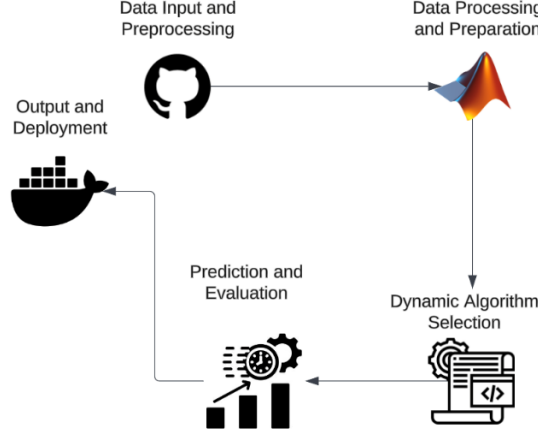 Data Input and
Preprocessing
Data Processing
and Preparation
Output and
Deployment
Prediction and
Evaluation
Dynamic Algorithm
Selection
</>